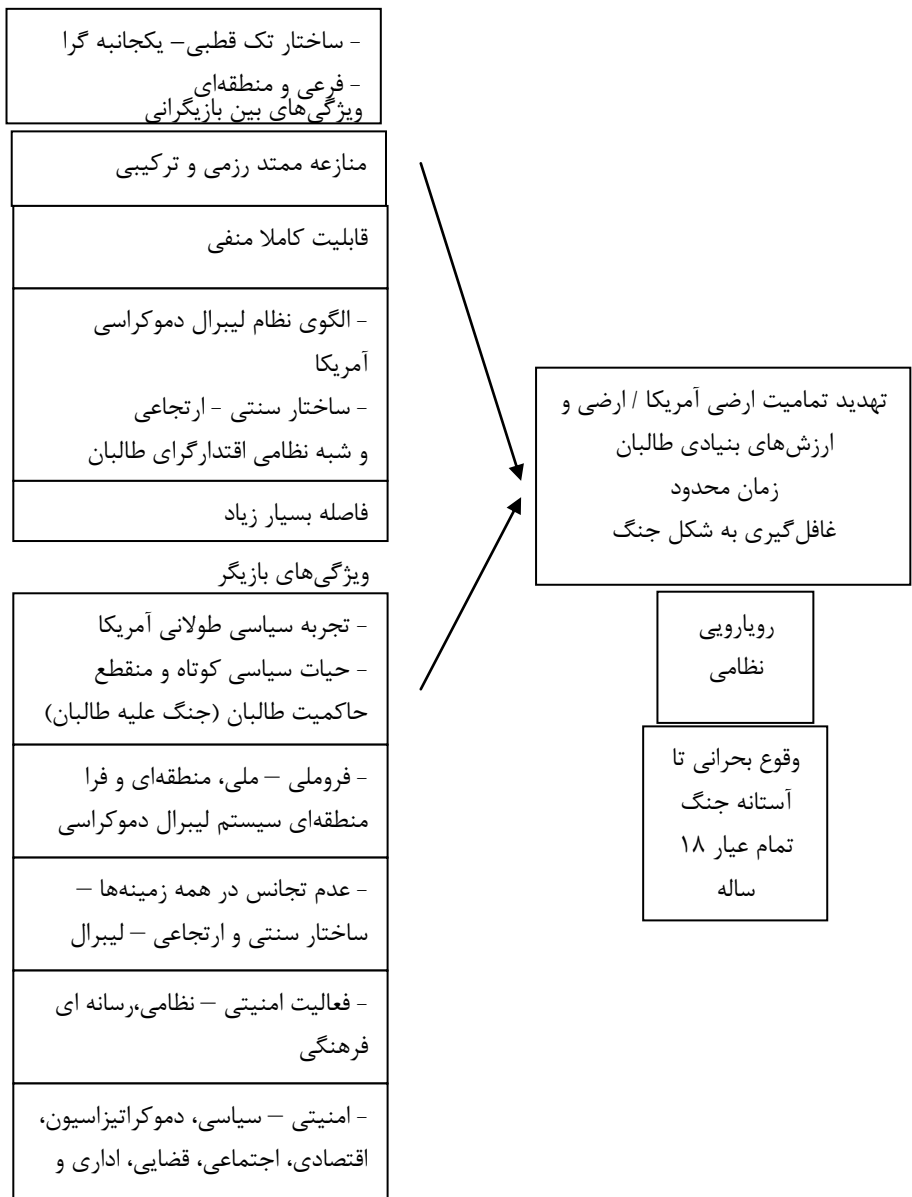 - ساختار تک قطبی– یکجانبه گرا
- فرعی و منطقه‌ای
ویژگی‌های بین بازیگرانی
منازعه ممتد رزمی و ترکیبی
قابلیت کاملا منفی
- الگوی نظام لیبرال دموکراسی
آمریکا
- ساختار سنتی - ارتجاعی
و شبه نظامی اقتدارگرای طالبان
فاصله بسیار زیاد
ویژگی‌های بازیگر
- تجربه سیاسی طولانی آمریکا
- حیات سیاسی کوتاه و منقطع
حاکمیت طالبان (جنگ علیه طالبان)
- فروملی – ملی، منطقه‌ای و فرا
منطقه‌ای سیستم لیبرال دموکراسی
- عدم تجانس در همه زمینه‌ها –
ساختار سنتی و ارتجاعی – لیبرال
- فعالیت امنیتی – نظامی،رسانه ای
فرهنگی
- امنیتی – سیاسی، دموکراتیزاسیون،
اقتصادی، اجتماعی، قضایی، اداری و
تهدید تمامیت ارضی آمریکا / ارضی و
ارزش‌های بنیادی طالبان
زمان محدود
غافل‌گیری به شکل جنگ
رویارویی
نظامی
وقوع بحرانی تا
آستانه جنگ
تمام عیار ۱۸
ساله